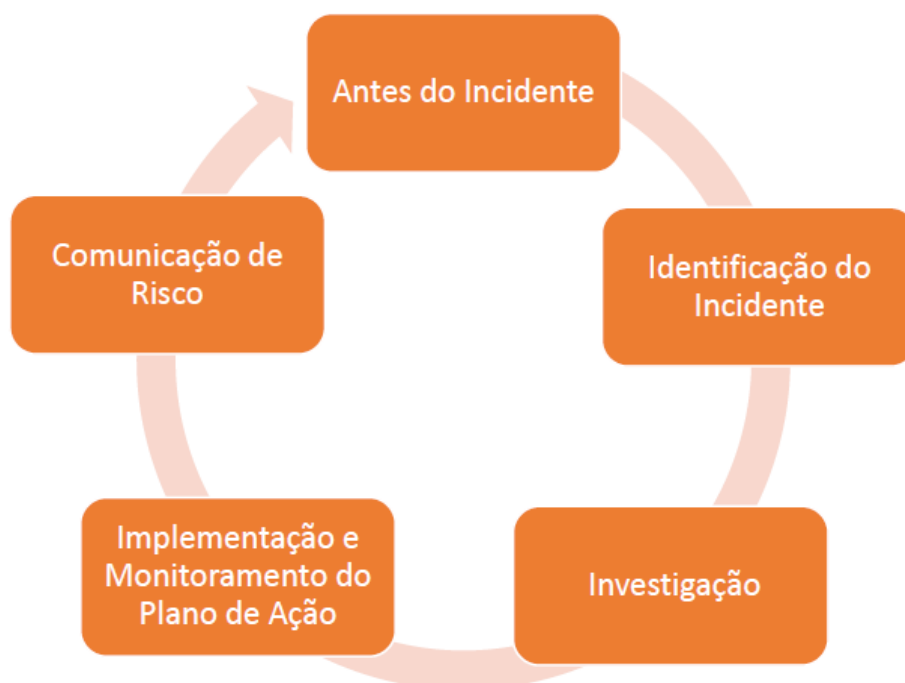 Antes do Incidente
Identificação do
Incidente
Investigação
Implementação e
Monitoramento do
Plano de Ação
Comunicação de
Risco